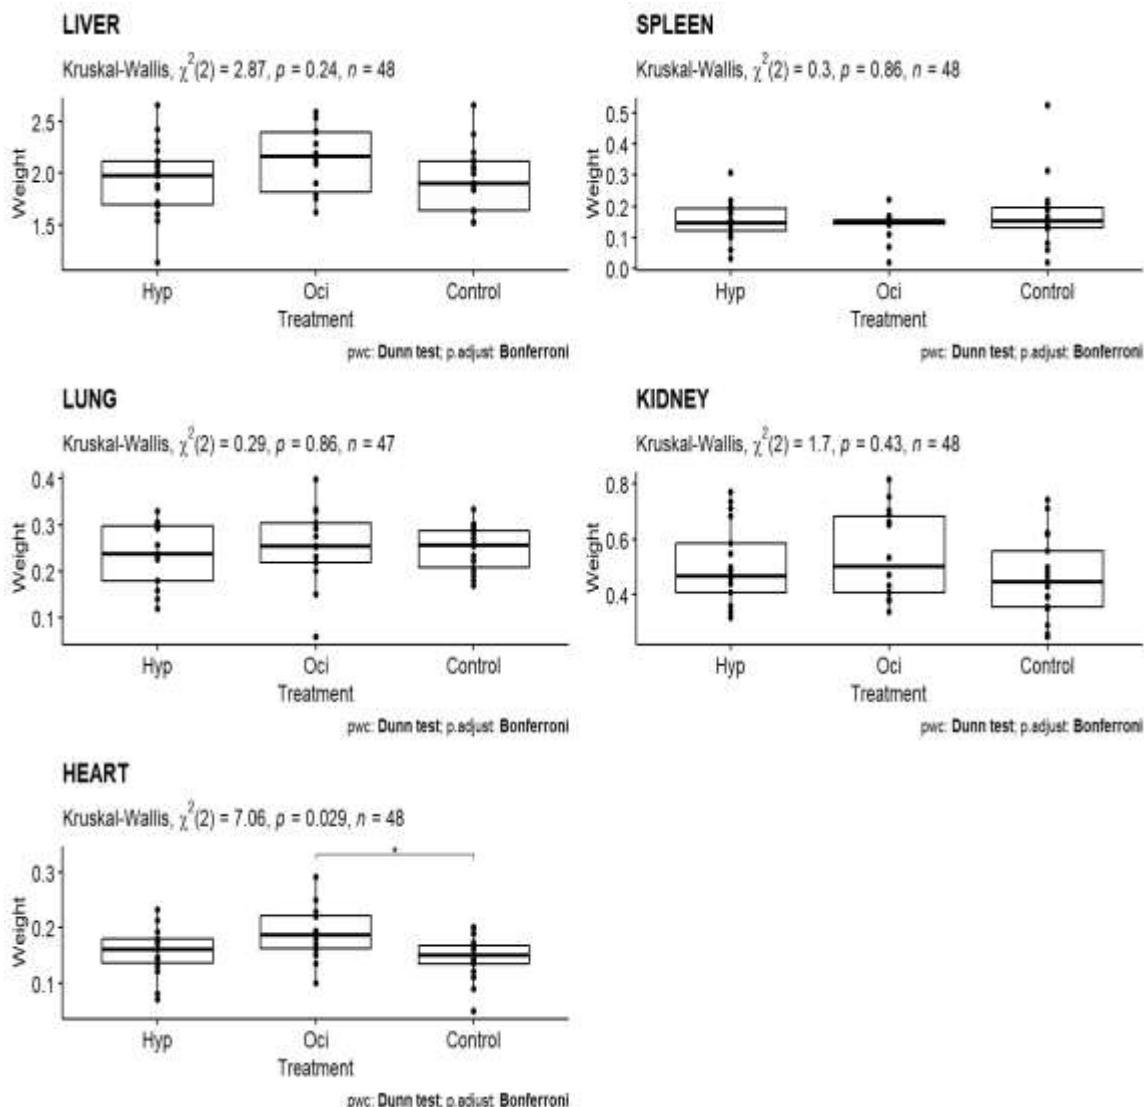 LIVER
Kruskal-Wallis, χ²(2) = 2.87, p = 0.24, n = 48
Weight
2.5
2.0
1.5
Hyp Oci Control
Treatment
pwc: Dunn test; p.adjust: Bonferroni
SPLEEN
Kruskal-Wallis, χ²(2) = 0.3, p = 0.86, n = 48
Weight
0.5
0.4
0.3
0.2
0.1
0.0
Hyp Oci Control
Treatment
pwc: Dunn test; p.adjust: Bonferroni
LUNG
Kruskal-Wallis, χ²(2) = 0.29, p = 0.86, n = 47
Weight
0.4
0.3
0.2
0.1
Hyp Oci Control
Treatment
pwc: Dunn test; p.adjust: Bonferroni
KIDNEY
Kruskal-Wallis, χ²(2) = 1.7, p = 0.43, n = 48
Weight
0.8
0.6
0.4
Hyp Oci Control
Treatment
pwc: Dunn test; p.adjust: Bonferroni
HEART
Kruskal-Wallis, χ²(2) = 7.06, p = 0.029, n = 48
Weight
*
0.3
0.2
0.1
Hyp Oci Control
Treatment
pwc: Dunn test; p.adjust: Bonferroni